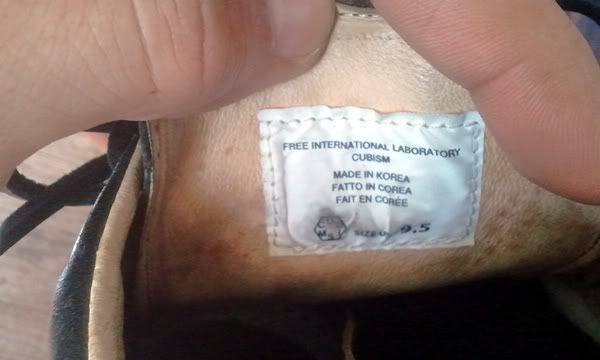 FREE INTERNATIONAL LABORATORY
CUBISM
MADE IN KOREA
FATTO IN COREA
FAIT EN CORÉE
SIZE 9.5